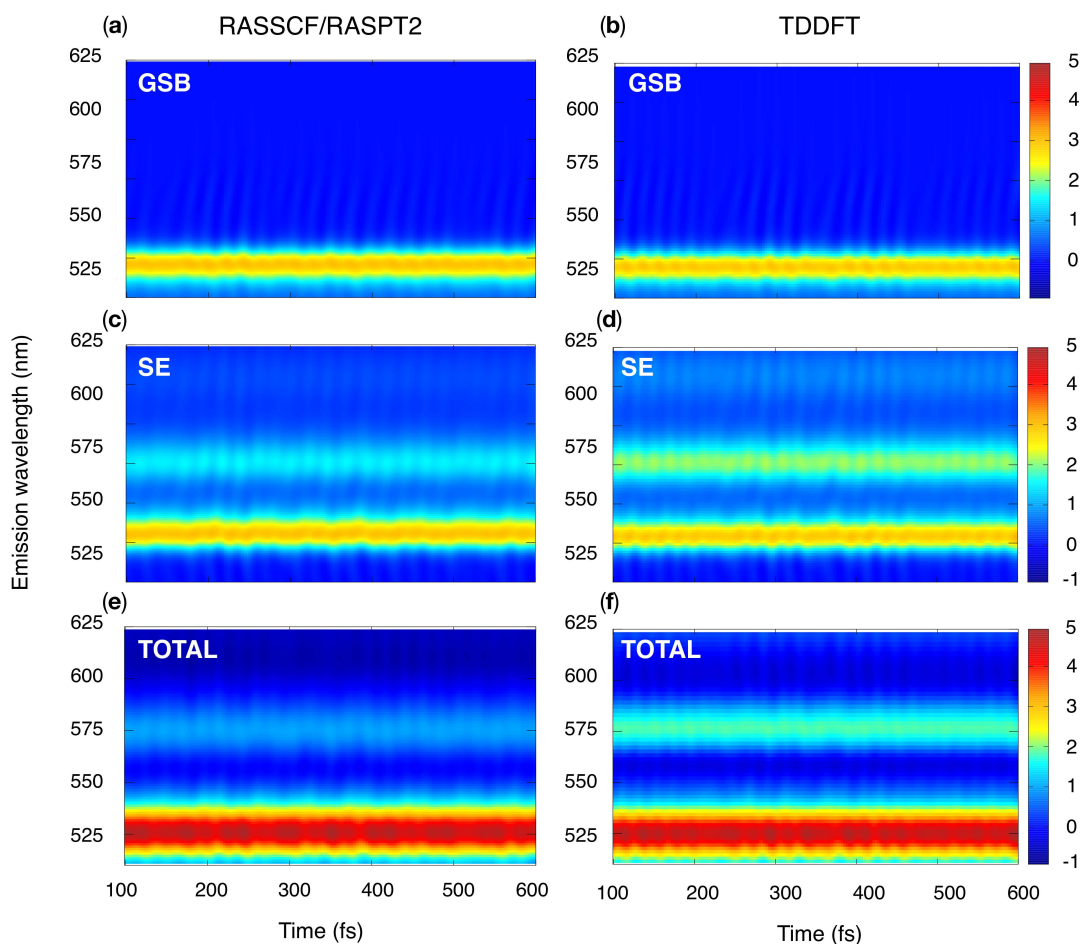 (a) RASSCF/RASPT2
(b) TDDFT
625
600
575
550
525
GSB
625
600
575
550
525
GSB
5
4
3
2
1
0
(c)
625
600
575
550
525
SE
(d)
625
600
575
550
525
SE
5
4
3
2
1
0
-1
Emission wavelength (nm)
(e)
625
600
575
550
525
TOTAL
100 200 300 400 500 600
Time (fs)
(f)
625
600
575
550
525
TOTAL
5
4
3
2
1
0
-1
100 200 300 400 500 600
Time (fs)